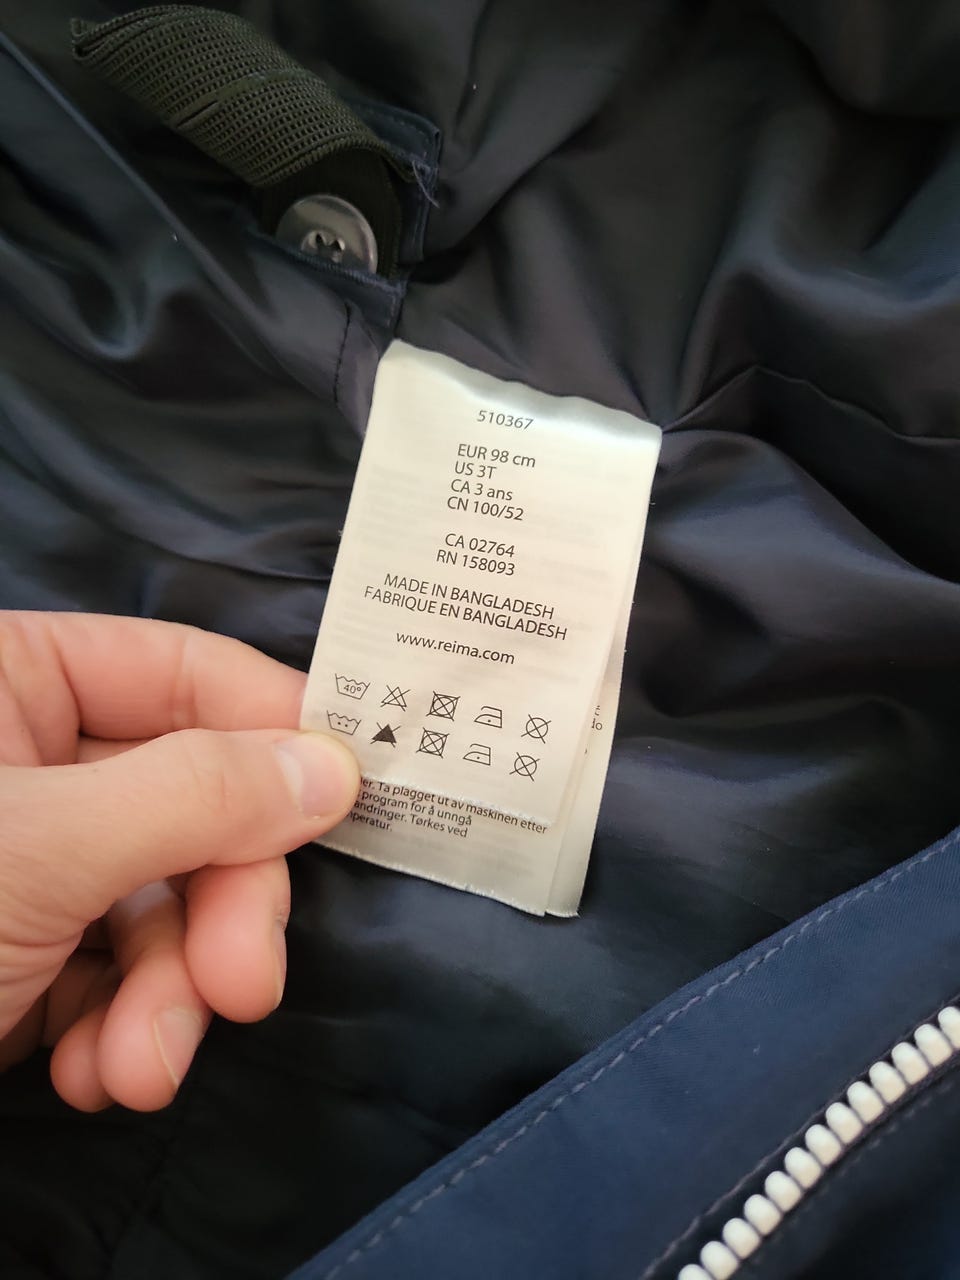 510367
EUR 98 cm
US 3T
CA 3 ans
CN 100/52
CA 02764
RN 158093
MADE IN BANGLADESH
FABRIQUE EN BANGLADESH
www.reima.com
40°
Ta plagget ut av maskinen etter
program for å unngå
Tørkes ved